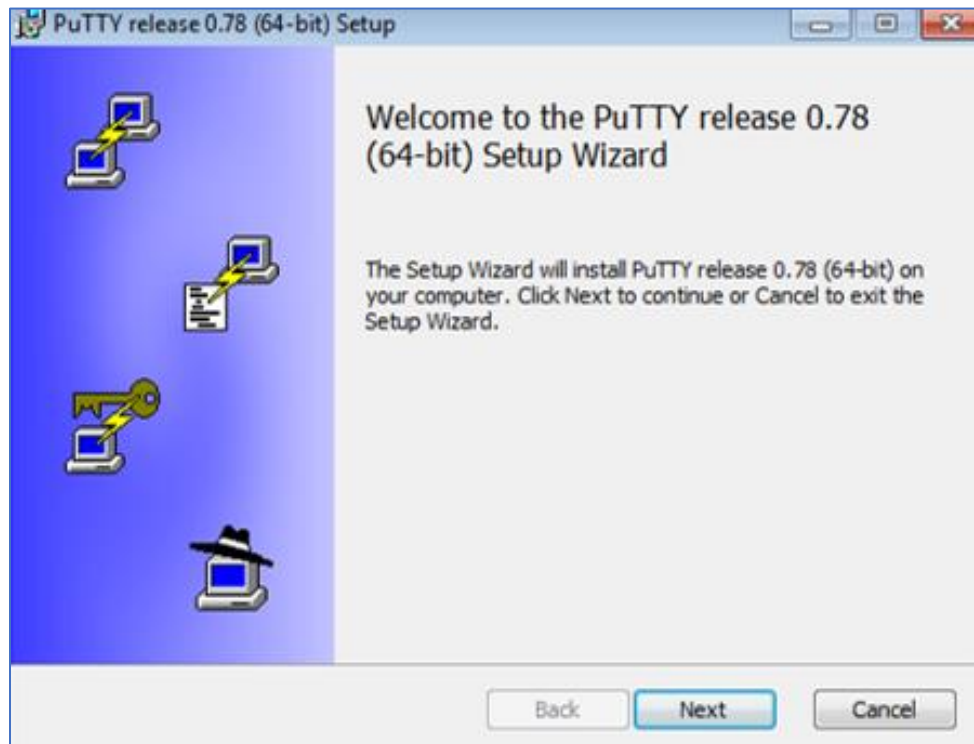 PuTTY release 0.78 (64-bit) Setup
Welcome to the PuTTY release 0.78
(64-bit) Setup Wizard
The Setup Wizard will install PuTTY release 0.78 (64-bit) on
your computer. Click Next to continue or Cancel to exit the
Setup Wizard.
Back Next Cancel